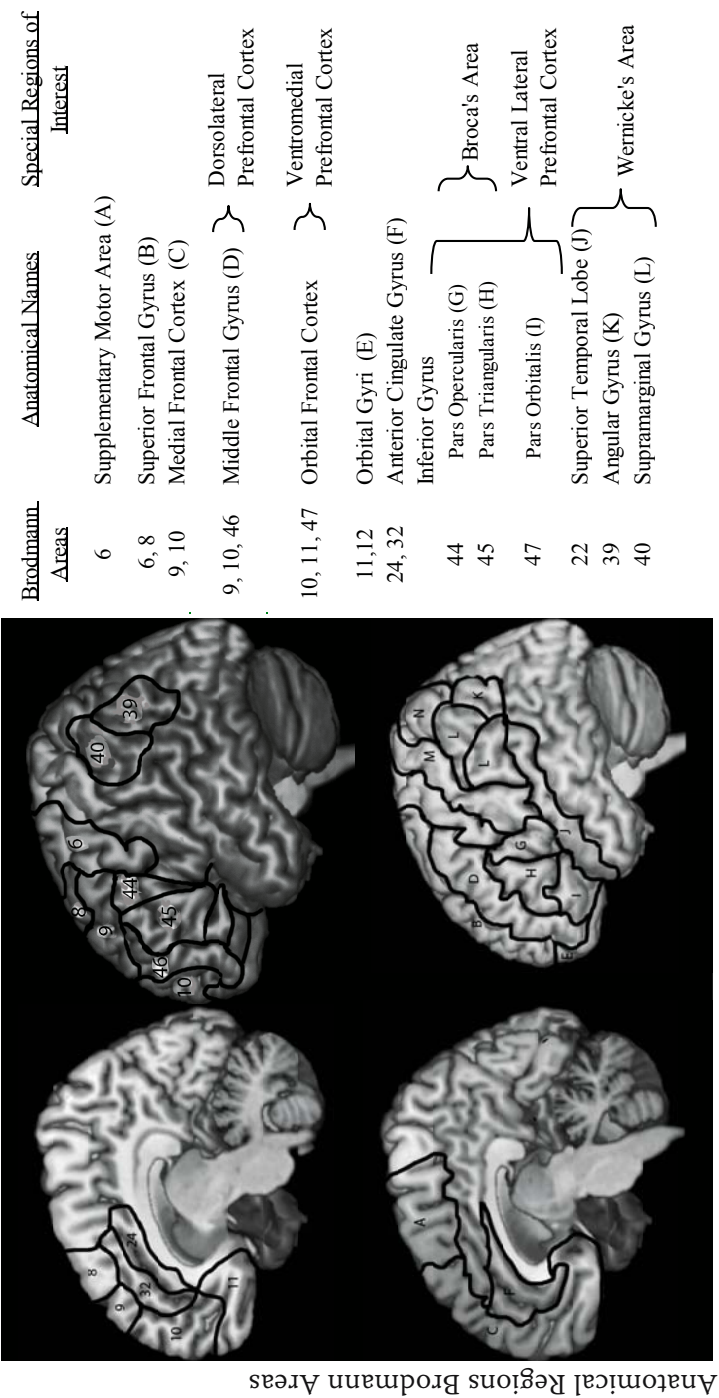 Anatomical Regions Brodmann Areas
8
9
10
32
24
11
6
8
9
44
45
46
10
40
39
A
C
F
B
D
E
G
H
I
J
K
L
L
M
N
Brodmann Areas Anatomical Names Special Regions of Interest
6 Supplementary Motor Area (A)
6, 8 Superior Frontal Gyrus (B)
9, 10 Medial Frontal Cortex (C)
9, 10, 46 Middle Frontal Gyrus (D) Dorsolateral Prefrontal Cortex
10, 11, 47 Orbital Frontal Cortex Ventromedial Prefrontal Cortex
11,12 Orbital Gyri (E)
24, 32 Anterior Cingulate Gyrus (F)
Inferior Gyrus
44 Pars Opercularis (G)
Broca's Area
45 Pars Triangularis (H)
47 Pars Orbitalis (I) Ventral Lateral Prefrontal Cortex
22 Superior Temporal Lobe (J)
39 Angular Gyrus (K) Wernicke's Area
40 Supramarginal Gyrus (L)